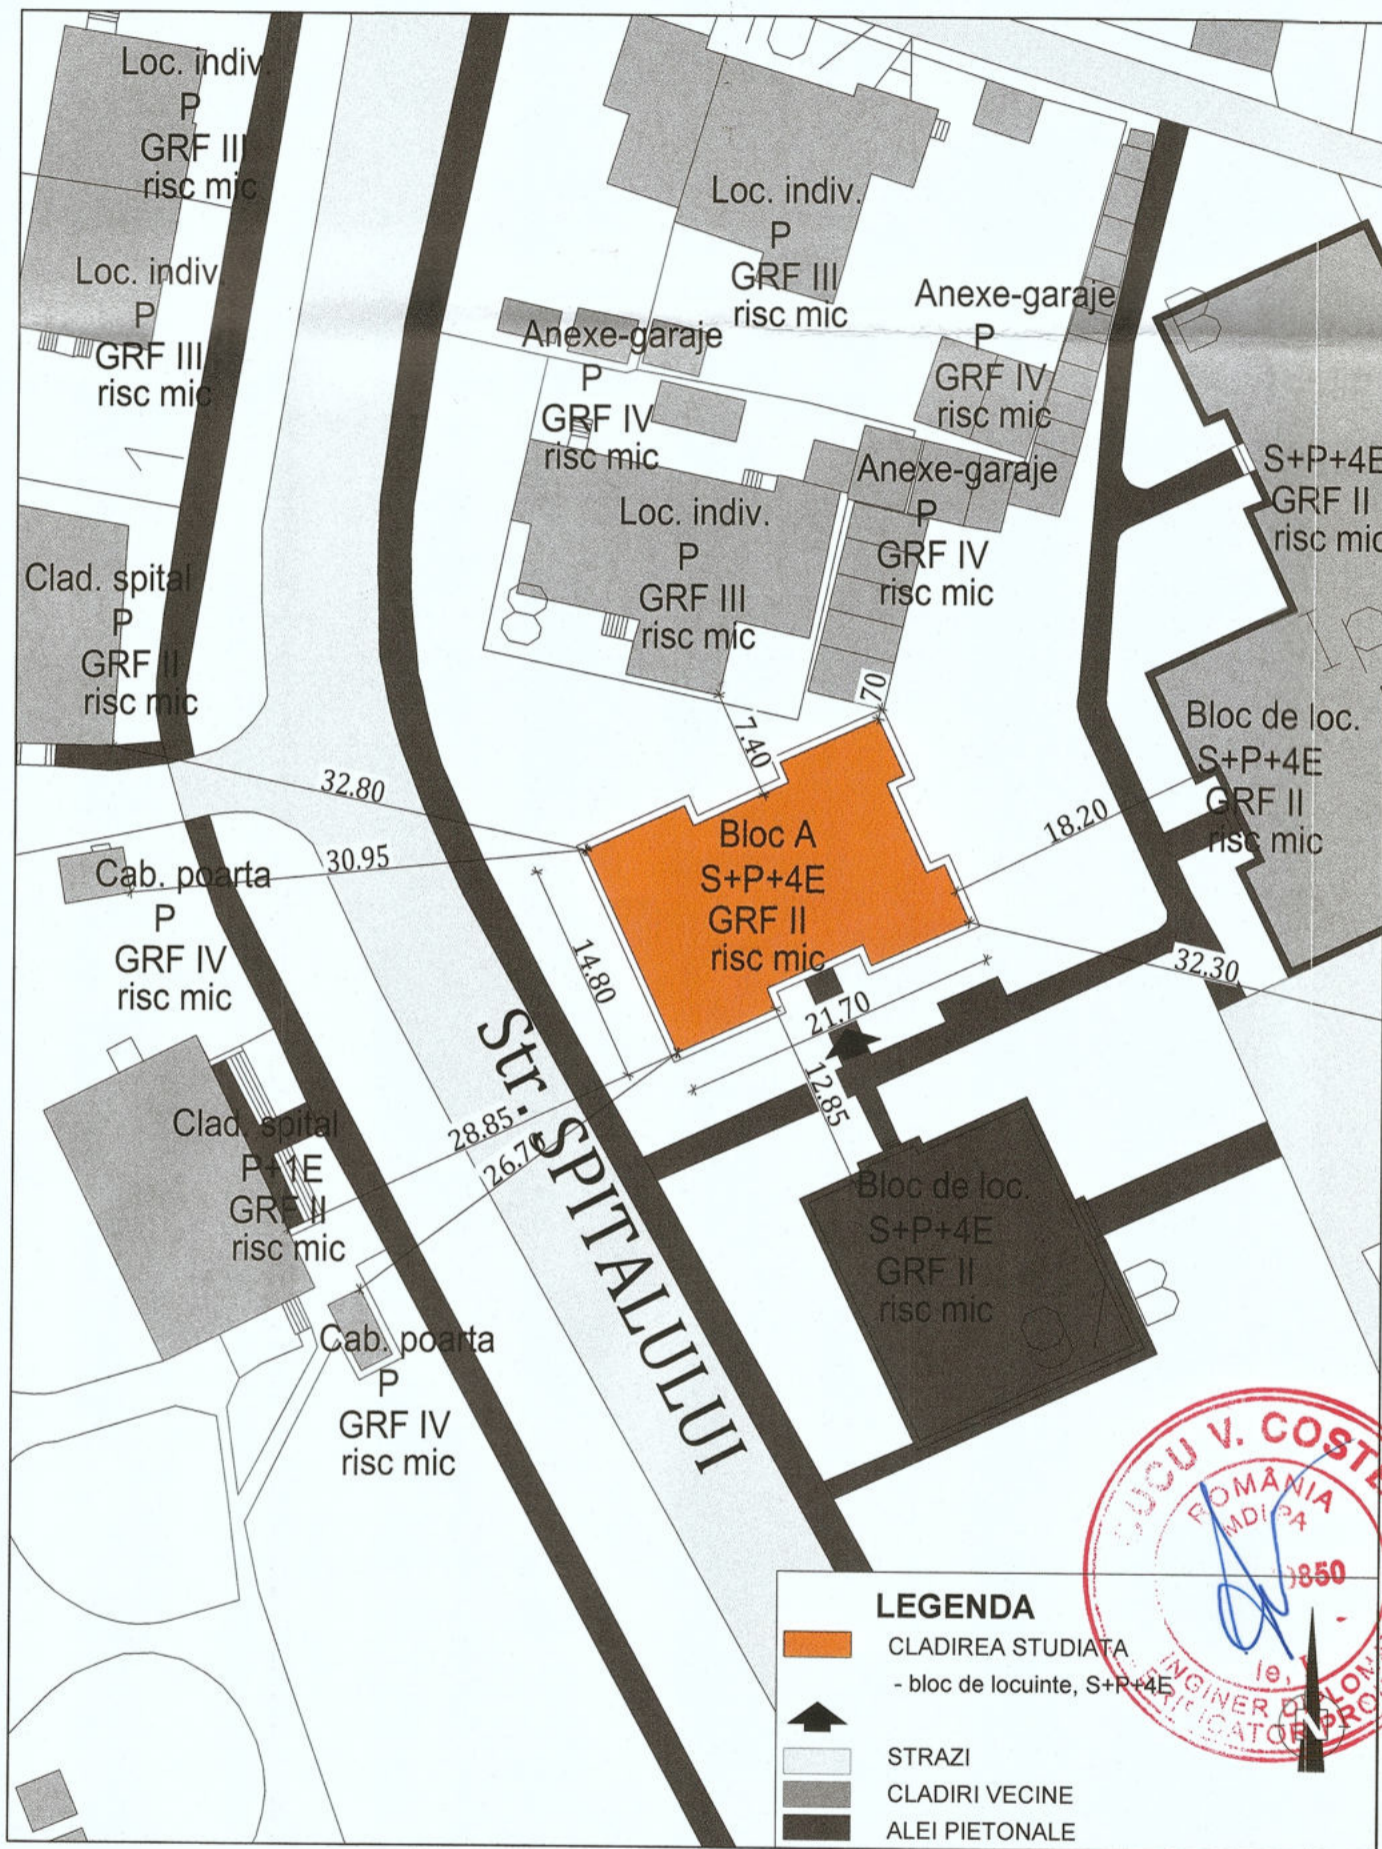 Loc. indiv.
P
GRF III
risc mic
Loc. indiv.
P
GRF III
risc mic
Loc. indiv.
P
GRF III
risc mic
Anexe-garaje
P
GRF IV
risc mic
Anexe-garaje
P
GRF IV
risc mic
Anexe-garaje
P
GRF IV
risc mic
S+P+4E
GRF II
risc mic
Loc. indiv.
P
GRF III
risc mic
Clad. spital
P
GRF II
risc mic
70
7.40
Bloc de loc.
S+P+4E
GRF II
risc mic
32.80
30.95
18.20
Bloc A
S+P+4E
GRF II
risc mic
Cab. poarta
P
GRF IV
risc mic
14.80
21.70
32.30
12.85
28.85
Str. SPITALULUI
Clad. spital
P+1E
GRF II
risc mic
Bloc de loc.
S+P+4E
GRF II
risc mic
Cab. poarta
P
GRF IV
risc mic
V. COSTE
ROMÂNIA
850
INGINER
LEGENDA
CLADIREA STUDIATA
- bloc de locuinte, S+P+4E
STRAZI
CLADIRI VECINE
ALEI PIETONALE
N